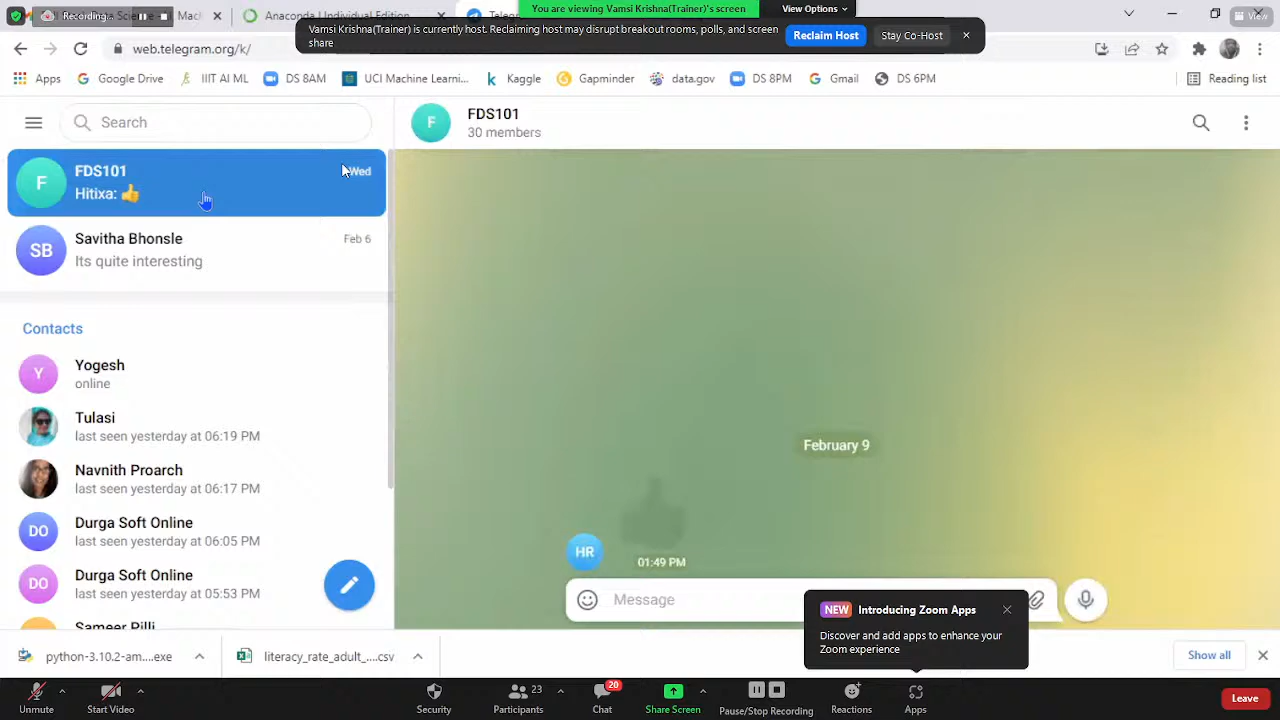 Recording...
Anaconda | Individual Edition
You are viewing Vamsi Krishna(Trainer)'s screen
View Options
View
Vamsi Krishna(Trainer) is currently host. Reclaiming host may disrupt breakout rooms, polls, and screen
share
Reclaim Host
Stay Co-Host
web.telegram.org/k/
Apps
Google Drive
IIIT AI ML
DS 8AM
UCI Machine Learni...
Kaggle
Gapminder
data.gov
DS 8PM
Gmail
DS 6PM
Reading list
Search
F
FDS101
30 members
F
FDS101
Wed
Hitixa: 👍
SB
Savitha Bhonsle
Feb 6
Its quite interesting
Contacts
Y
Yogesh
online
Tulasi
last seen yesterday at 06:19 PM
Navnith Proarch
last seen yesterday at 06:17 PM
DO
Durga Soft Online
last seen yesterday at 06:05 PM
DO
Durga Soft Online
last seen yesterday at 05:53 PM
Sameer Pilli
February 9
HR
01:49 PM
Message
NEW Introducing Zoom Apps
Discover and add apps to enhance your
Zoom experience
python-3.10.2-am....exe
literacy_rate_adult_....csv
Show all
Unmute
Start Video
Security
Participants
23
Chat
20
Share Screen
Pause/Stop Recording
Reactions
Apps
Leave